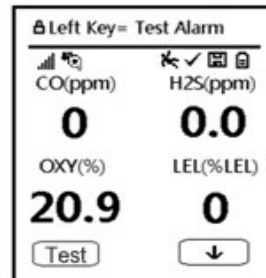 Left Key= Test Alarm
CO(ppm) H2S(ppm)
0 0.0
OXY(%) LEL(%LEL)
20.9 0
Test